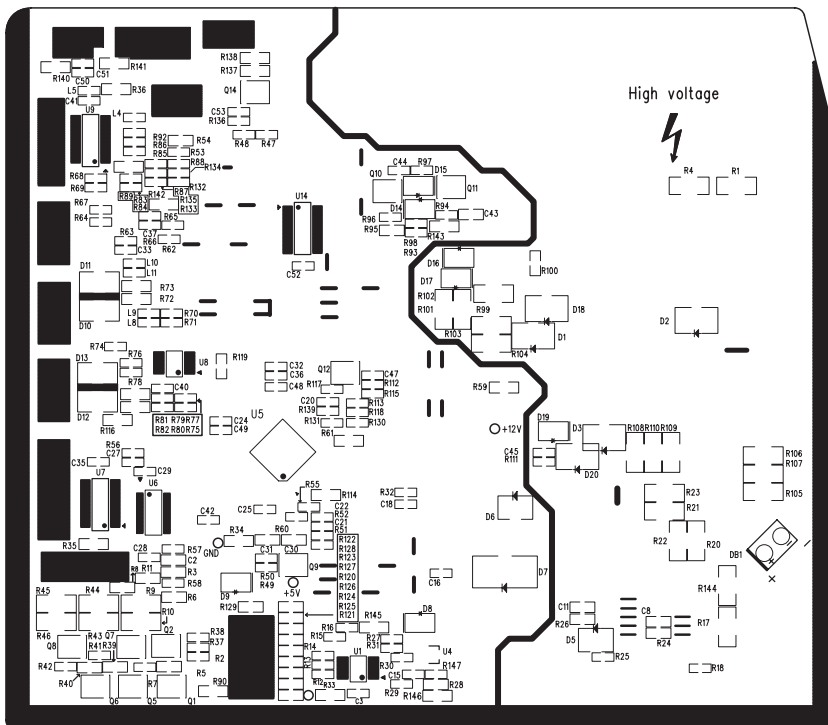 R138
R137
R140
C50
C51
R141
Q14
L5
C41
R36
C53
R136
High voltage
U9
L4
R48
R47
R92
R86
R85
R54
R53
R88
R134
C44
R97
Q10
D15
Q11
R4
R1
R68
R69
R89
R83
R84
R142
R87
R132
R135
R133
U14
D14
R94
C43
R67
R64
C37
R65
R96
R95
R143
R98
R93
R63
C33
R66
R62
C52
D16
R100
D11
L10
L11
D17
R73
R72
R102
R101
R99
D18
D10
L9
L8
R70
R71
R103
D1
D2
R104
R74
D13
R76
U8
R119
C32
C36
C48
Q12
C47
R112
R115
R117
R78
C40
R59
D12
R116
R81
R79
R77
R82
R80
R75
C24
C49
U5
C20
R139
R131
R113
R118
R130
R61
+12V
D19
D3
R108
R110
R109
R56
C27
C35
C29
C45
R111
D20
R106
R107
R105
U7
U6
R55
R114
R32
C18
C42
C25
C22
R52
C21
R51
D6
R23
R21
R35
GND
R34
R60
R22
R20
DB1
C28
R57
C2
R3
R58
R8
R11
C31
C30
R50
R49
Q9
R122
R128
R123
R127
R120
R126
R124
R125
R121
C16
D7
D9
+5V
R144
R45
R44
R9
R6
R10
R129
D8
C11
R26
C8
R24
R17
R46
R43
Q7
Q2
R38
R37
R2
R16
R145
R15
R27
R31
D5
Q8
R41
R39
R14
R13
U1
R30
U4
R25
R18
R42
R40
R7
R5
R90
R12
R33
C3
C15
R29
R147
R146
R28
Q6
Q5
Q1